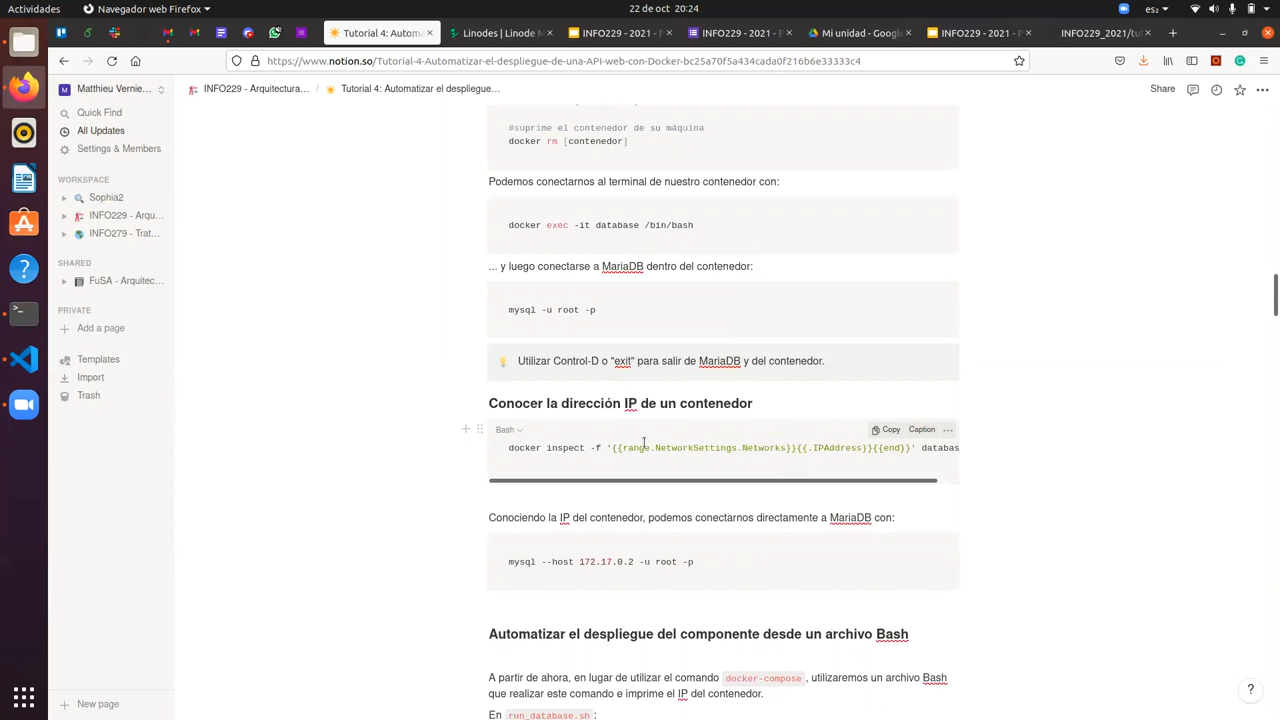 Actividades
Navegador web Firefox
22 de oct 20:24
es₂
Tutorial 4: Autom
Linodes | Linode M
INFO229 - 2021 - P
INFO229 - 2021 - P
Mi unidad - Google
INFO229 - 2021 - P
INFO229_2021/tut
https://www.notion.so/Tutorial-4-Automatizar-el-despliegue-de-una-API-web-con-Docker-bc25a70f5a434cada0f216b6e33333c4
Matthieu Vernie...
INFO229 - Arquitectura... / Tutorial 4: Automatizar el despliegue...
Share
Quick Find
All Updates
Settings & Members
WORKSPACE
Sophia2
INFO229 - Arqu...
INFO279 - Trat...
SHARED
FuSA - Arquitec...
PRIVATE
Add a page
Templates
Import
Trash
New page
#suprime el contenedor de su máquina
docker rm [contenedor]
Podemos conectarnos al terminal de nuestro contenedor con:
docker exec -it database /bin/bash
... y luego conectarse a MariaDB dentro del contenedor:
mysql -u root -p
Utilizar Control-D o "exit" para salir de MariaDB y del contenedor.
Conocer la dirección IP de un contenedor
Bash
Copy Caption
docker inspect -f '{{range.NetworkSettings.Networks}}{{.IPAddress}}{{end}}' databas
Conociendo la IP del contenedor, podemos conectarnos directamente a MariaDB con:
mysql --host 172.17.0.2 -u root -p
Automatizar el despliegue del componente desde un archivo Bash
A partir de ahora, en lugar de utilizar el comando docker-compose, utilizaremos un archivo Bash
que realizar este comando e imprime el IP del contenedor.
En run_database.sh:
?